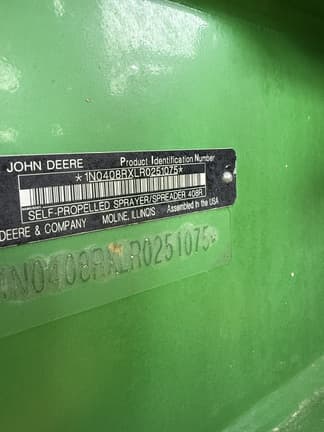 JOHN DEERE Product Identification Number
*1N0408RXLR0251075*
SELF-PROPELLED SPRAYER/SPREADER 408R
DEERE & COMPANY MOLINE, ILLINOIS Assembled in the USA
1N0408RXLR0251075*